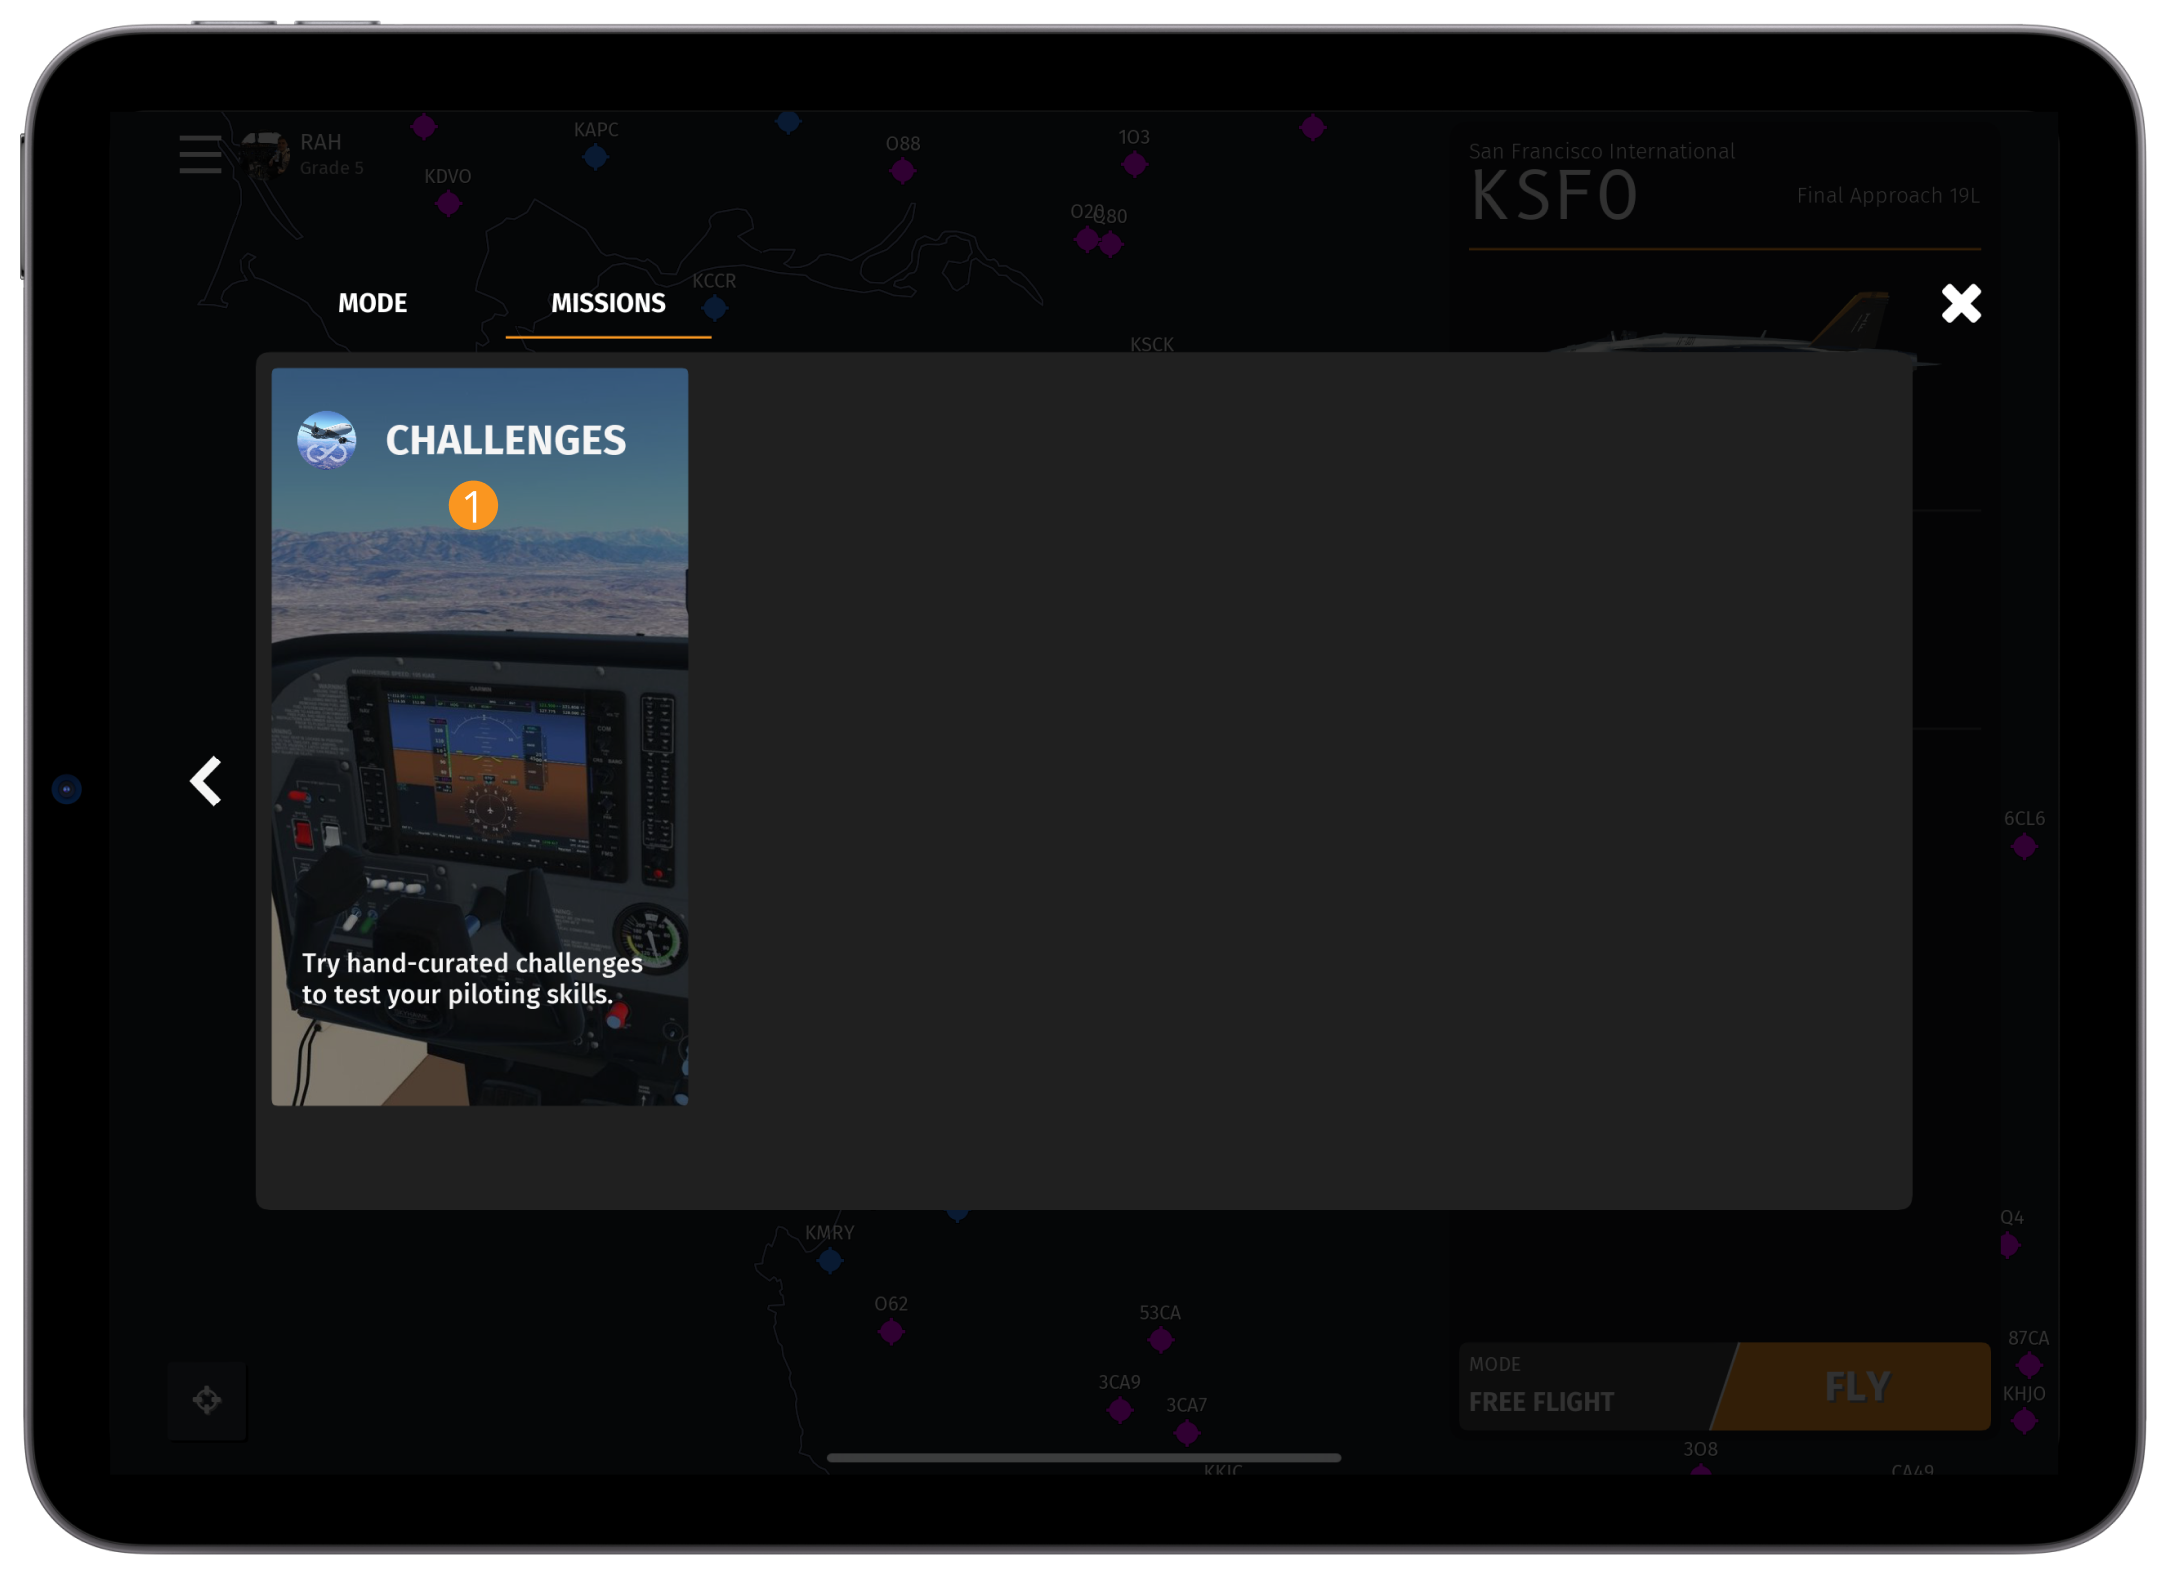 RAH
Grade 5
KAPC
KDVO
O88
1O3
O20
Q80
KCCR
KSCK
San Francisco International
KSFO
Final Approach 19L
MODE
MISSIONS
CHALLENGES
1
GARMIN
Try hand-curated challenges
to test your piloting skills.
6CL6
Q4
KMRY
O62
53CA
3CA9
3CA7
87CA
KHJO
3O8
CA49
KKIC
MODE
FREE FLIGHT
FLY